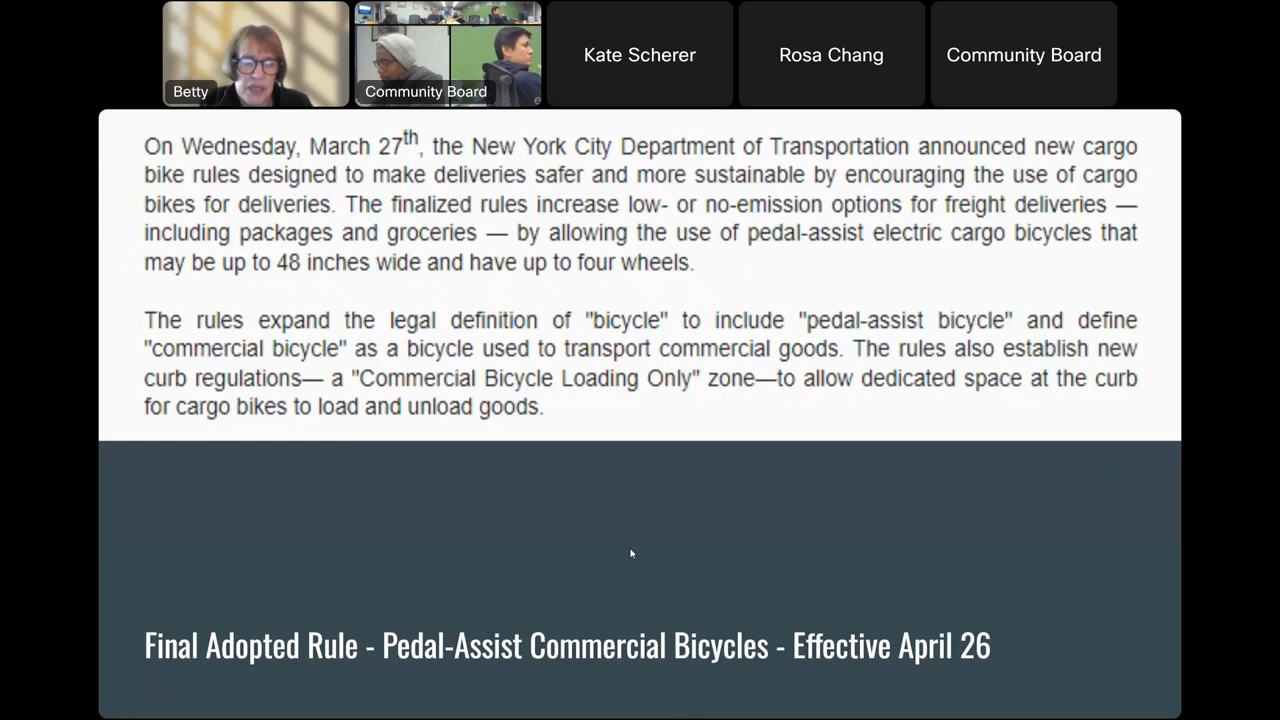 Betty
Community Board
Kate Scherer
Rosa Chang
Community Board
On Wednesday, March 27th, the New York City Department of Transportation announced new cargo
bike rules designed to make deliveries safer and more sustainable by encouraging the use of cargo
bikes for deliveries. The finalized rules increase low- or no-emission options for freight deliveries —
including packages and groceries — by allowing the use of pedal-assist electric cargo bicycles that
may be up to 48 inches wide and have up to four wheels.
The rules expand the legal definition of "bicycle" to include "pedal-assist bicycle" and define
"commercial bicycle" as a bicycle used to transport commercial goods. The rules also establish new
curb regulations— a "Commercial Bicycle Loading Only" zone—to allow dedicated space at the curb
for cargo bikes to load and unload goods.
Final Adopted Rule - Pedal-Assist Commercial Bicycles - Effective April 26